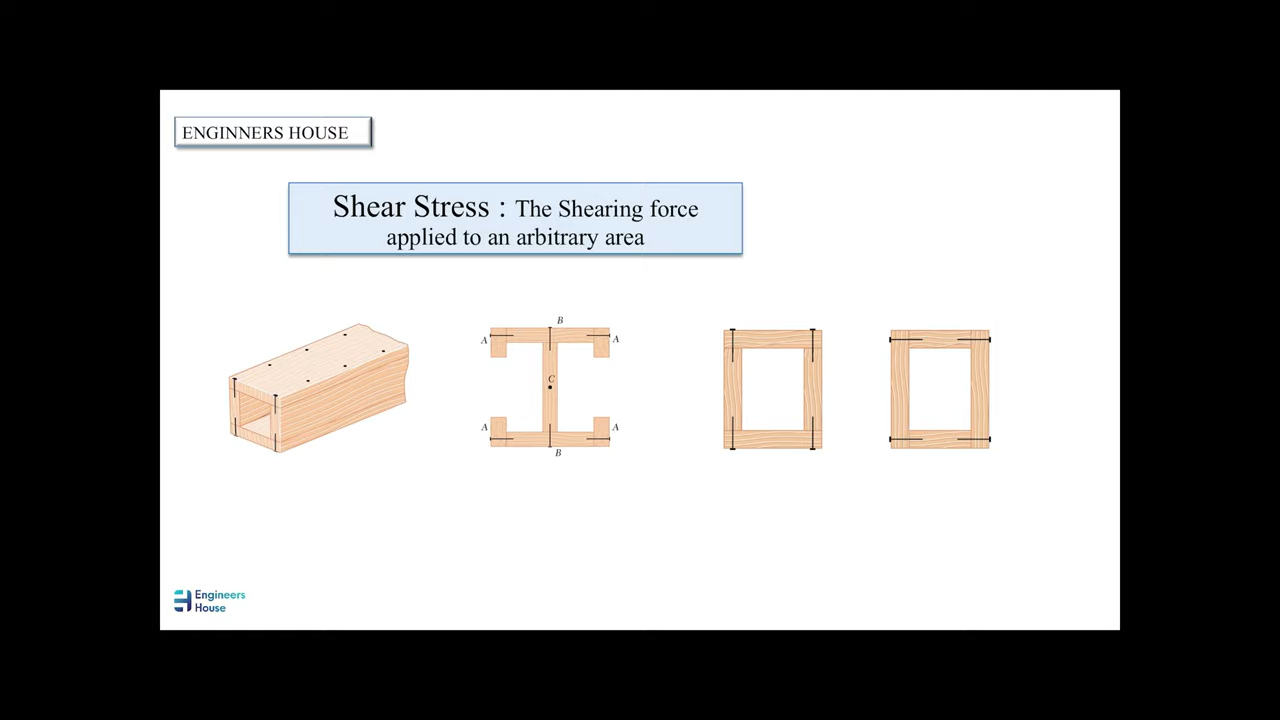 ENGINNERS HOUSE
Shear Stress : The Shearing force
applied to an arbitrary area
B
A
A
C
A
A
B
Engineers
House